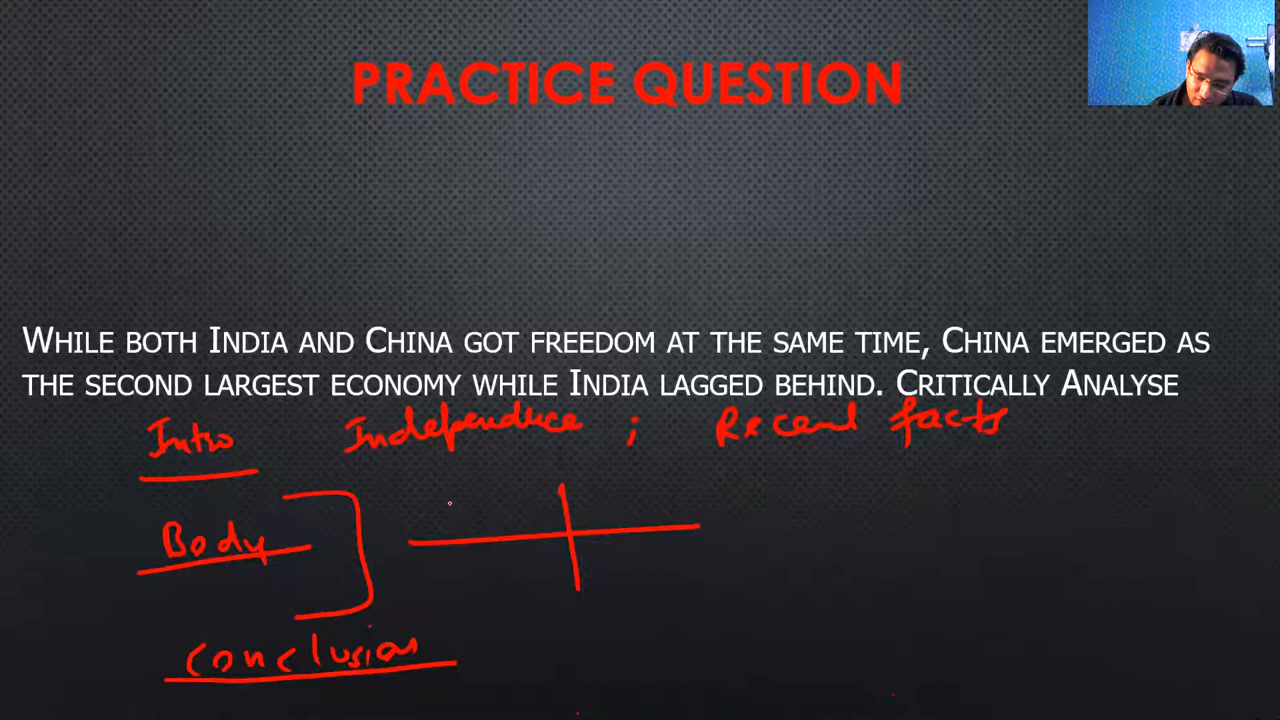 PRACTICE QUESTION
WHILE BOTH INDIA AND CHINA GOT FREEDOM AT THE SAME TIME, CHINA EMERGED AS
THE SECOND LARGEST ECONOMY WHILE INDIA LAGGED BEHIND. CRITICALLY ANALYSE
Intro Independence ; Recent facts
Body
Conclusion